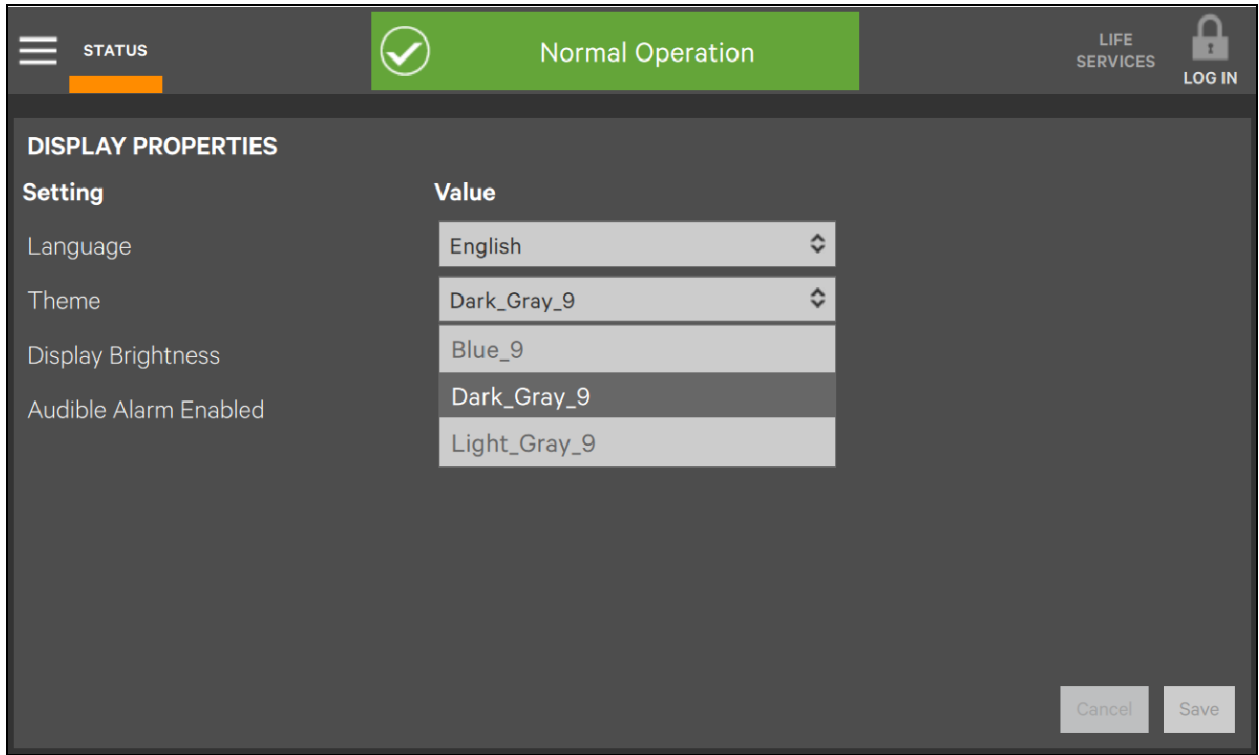 STATUS
Normal Operation
LIFE
SERVICES
LOG IN
DISPLAY PROPERTIES
Setting Value
Language English
Theme Dark_Gray_9
Display Brightness Blue_9
Dark_Gray_9
Audible Alarm Enabled
Light_Gray_9
Cancel Save